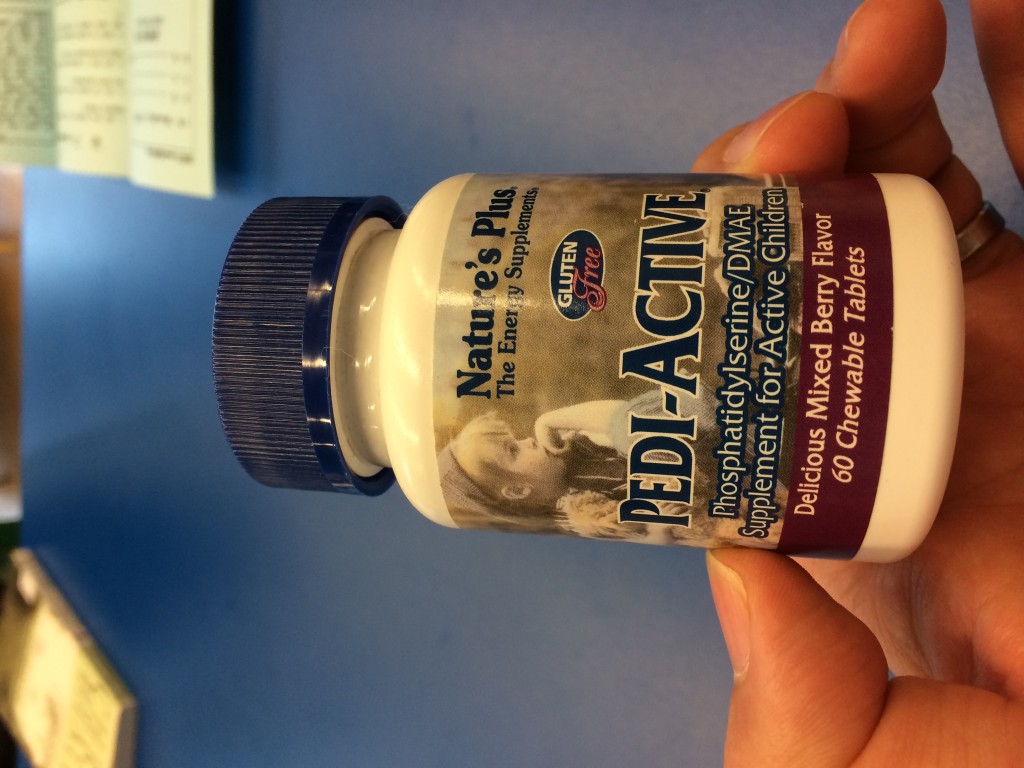 Nature's Plus®
The Energy Supplements®
GLUTEN
Free
PEDI-ACTIVE®
Phosphatidylserine/DMAE
Supplement for Active Children
Delicious Mixed Berry Flavor
60 Chewable Tablets